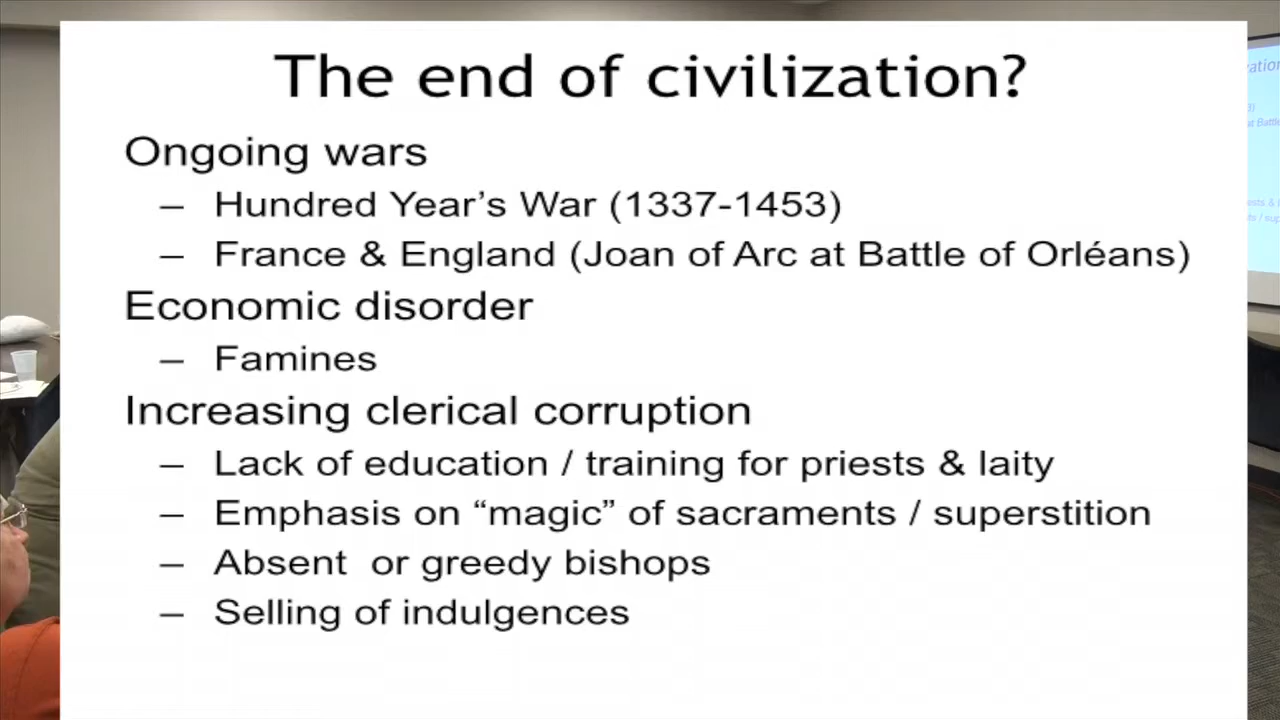 The end of civilization?
Ongoing wars
– Hundred Year’s War (1337-1453)
– France & England (Joan of Arc at Battle of Orléans)
Economic disorder
– Famines
Increasing clerical corruption
– Lack of education / training for priests & laity
– Emphasis on “magic” of sacraments / superstition
– Absent or greedy bishops
– Selling of indulgences